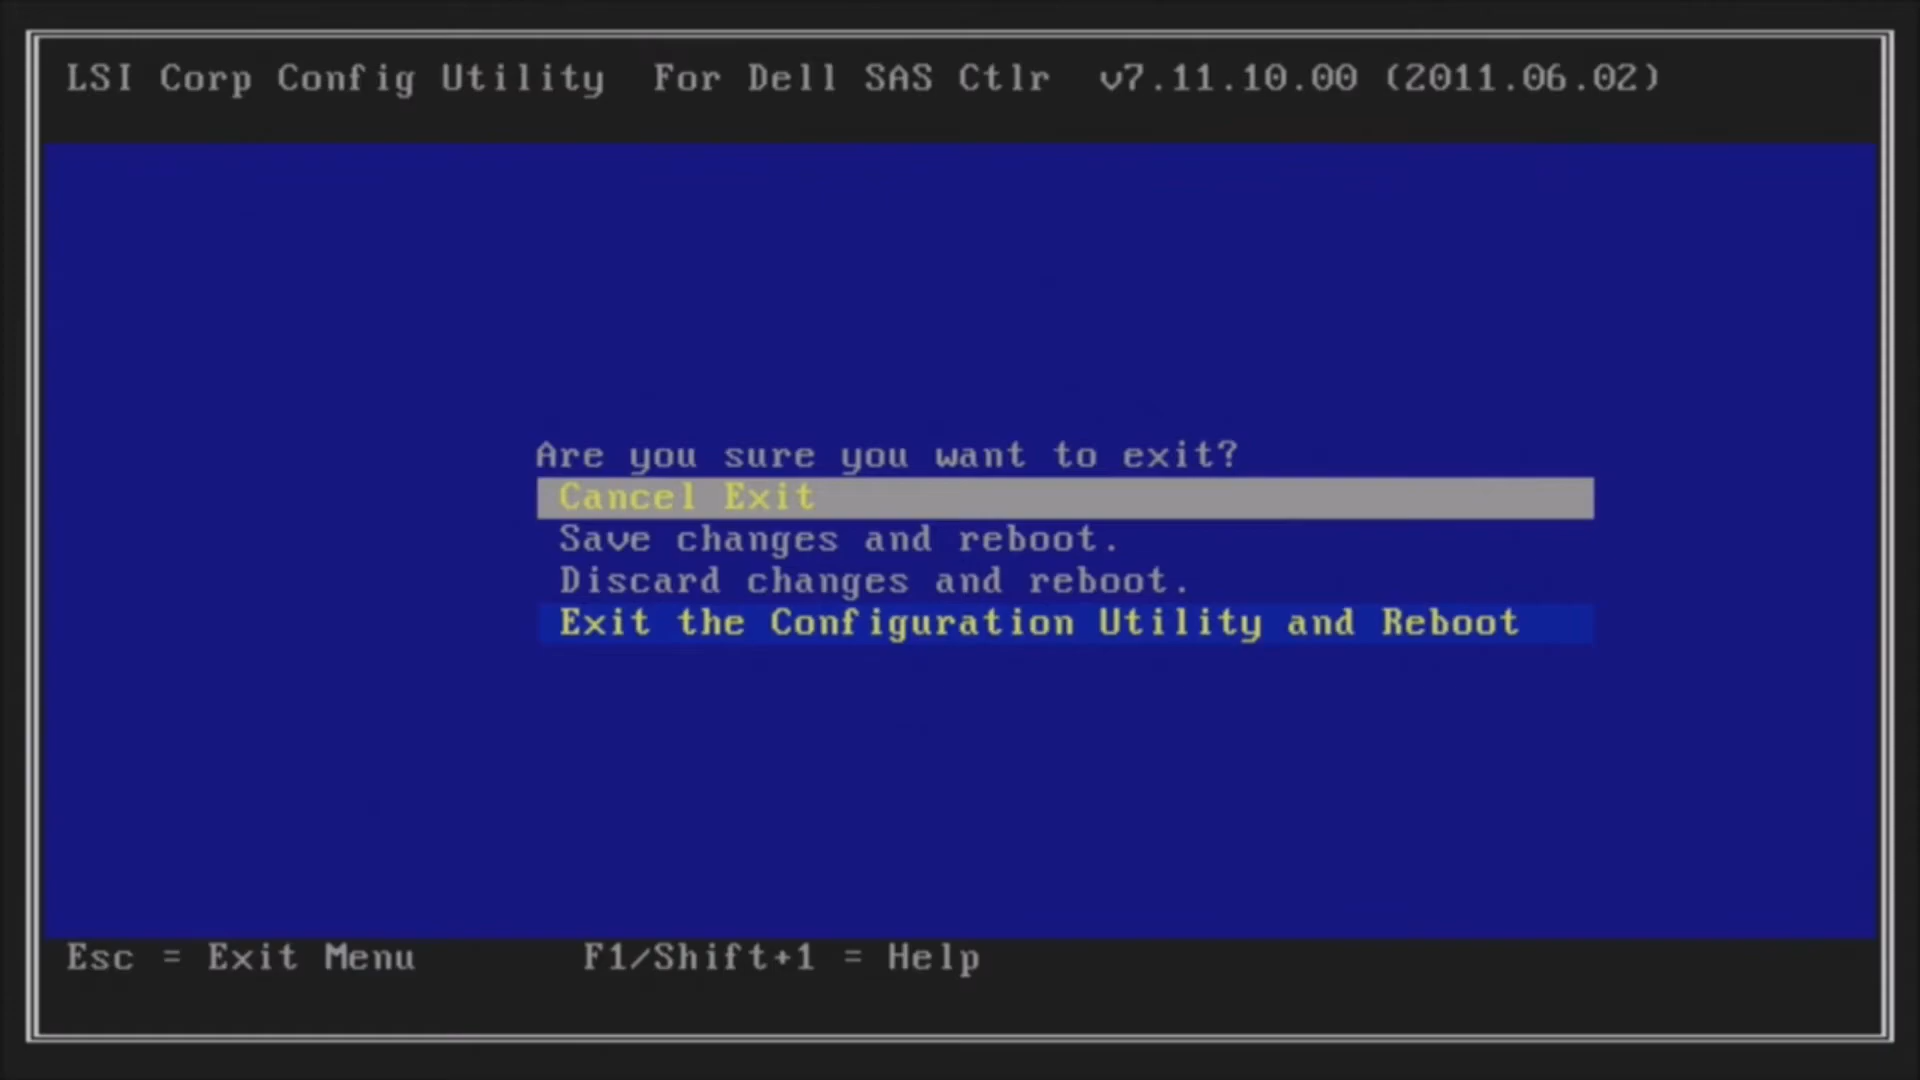 LSI Corp Config Utility For Dell SAS Ctlr v7.11.10.00 (2011.06.02)
Are you sure you want to exit?
Cancel Exit
Save changes and reboot.
Discard changes and reboot.
Exit the Configuration Utility and Reboot
Esc = Exit Menu F1/Shift+1 = Help